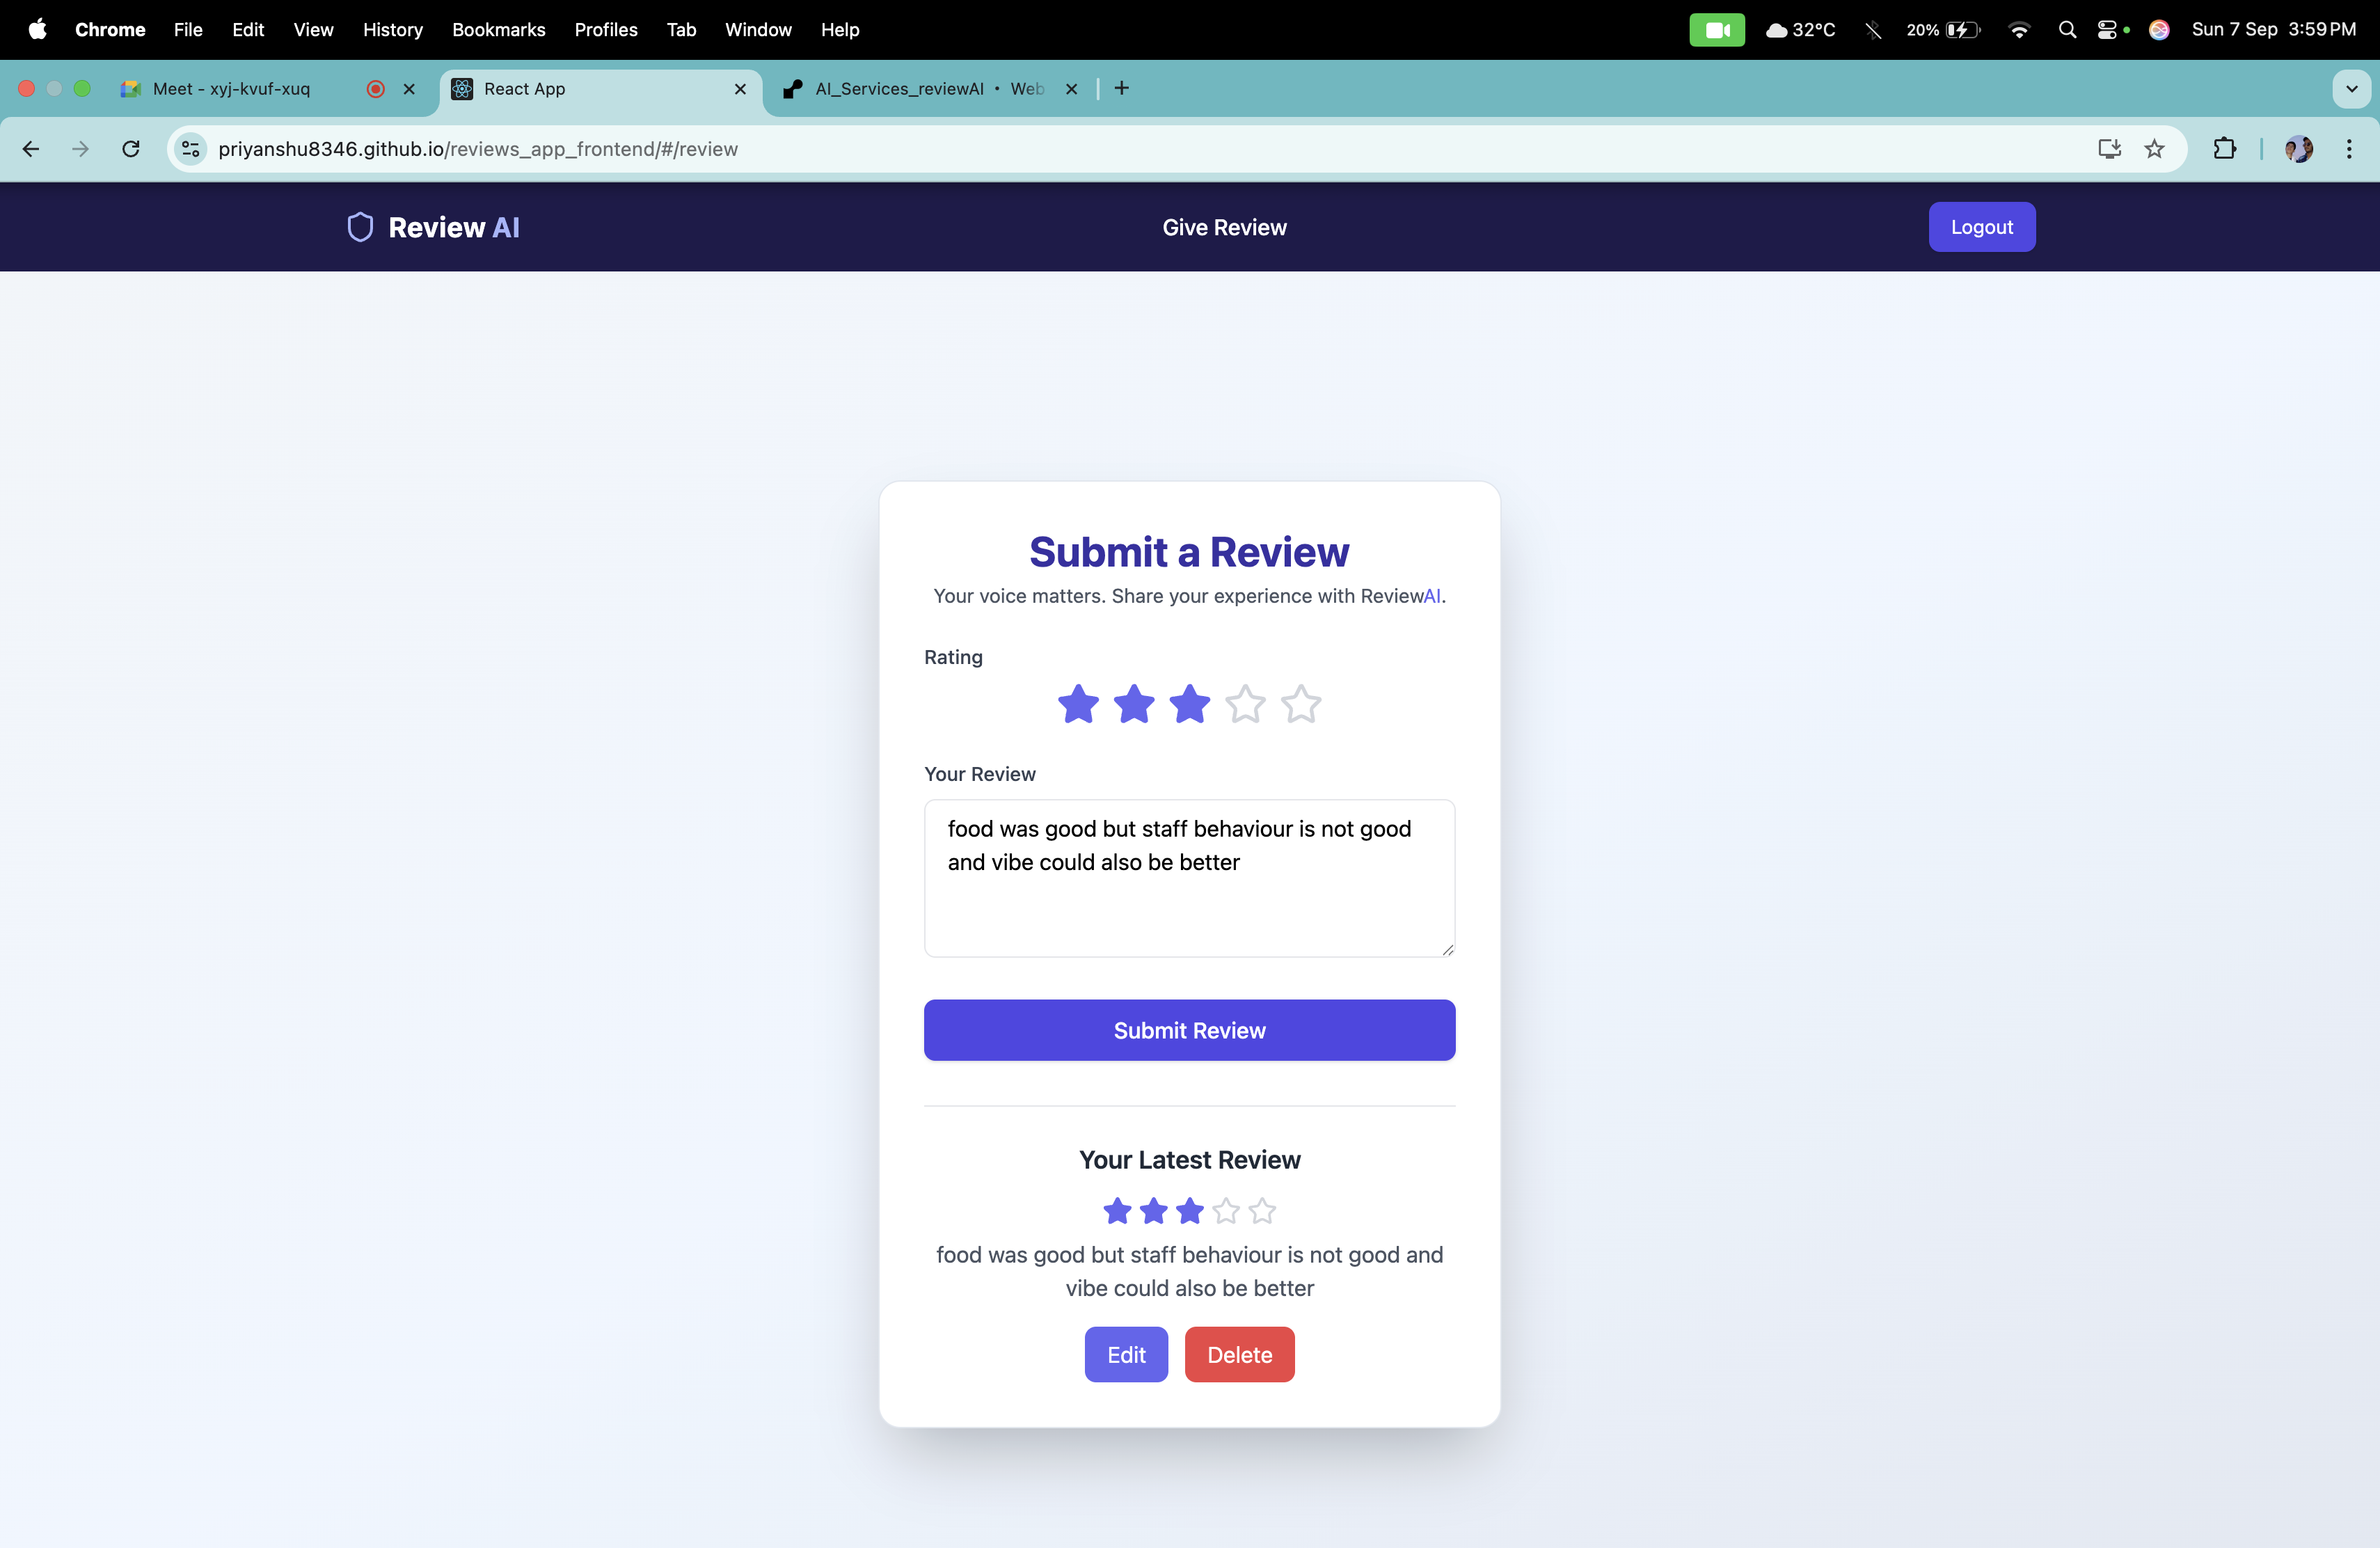 Chrome File Edit View History Bookmarks Profiles Tab Window Help 32°C 20% Sun 7 Sep 3:59 PM
Meet - xyj-kvuf-xuq React App AI_Services_reviewAI • Web
priyanshu8346.github.io/reviews_app_frontend/#/review
Review AI Give Review Logout
Submit a Review
Your voice matters. Share your experience with ReviewAI.
Rating
Your Review
food was good but staff behaviour is not good
and vibe could also be better
Submit Review
Your Latest Review
food was good but staff behaviour is not good and
vibe could also be better
Edit Delete